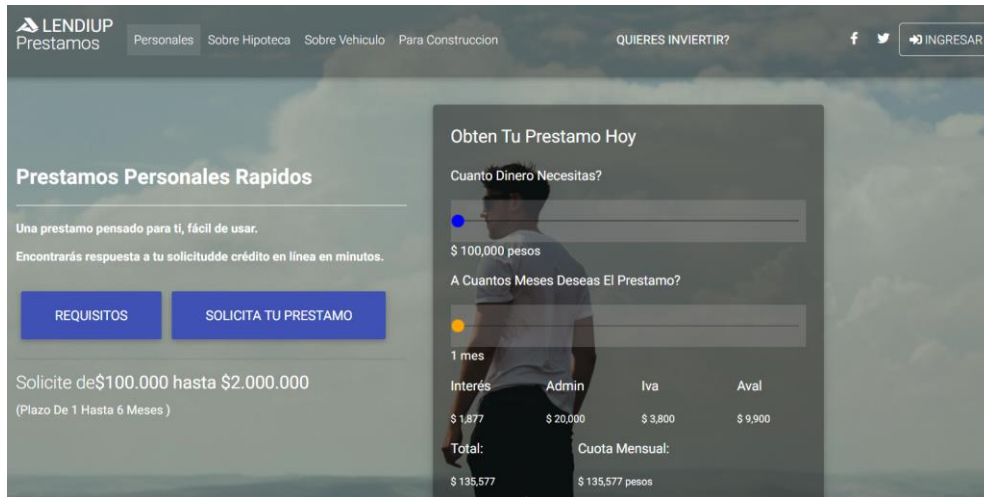 LENDIUP
Prestamos
Personales Sobre Hipoteca Sobre Vehiculo Para Construccion
QUIERES INVIERTIR?
INGRESAR
Prestamos Personales Rapidos
Una prestamo pensado para ti, fácil de usar.
Encontrarás respuesta a tu solicitudde crédito en línea en minutos.
REQUISITOS
SOLICITA TU PRESTAMO
Solicite de$100.000 hasta $2.000.000
(Plazo De 1 Hasta 6 Meses )
Obten Tu Prestamo Hoy
Cuanto Dinero Necesitas?
$ 100,000 pesos
A Cuantos Meses Deseas El Prestamo?
1 mes
Interés Admin Iva Aval
$ 1,877 $ 20,000 $ 3,800 $ 9,900
Total: Cuota Mensual:
$ 135,577 $ 135,577 pesos